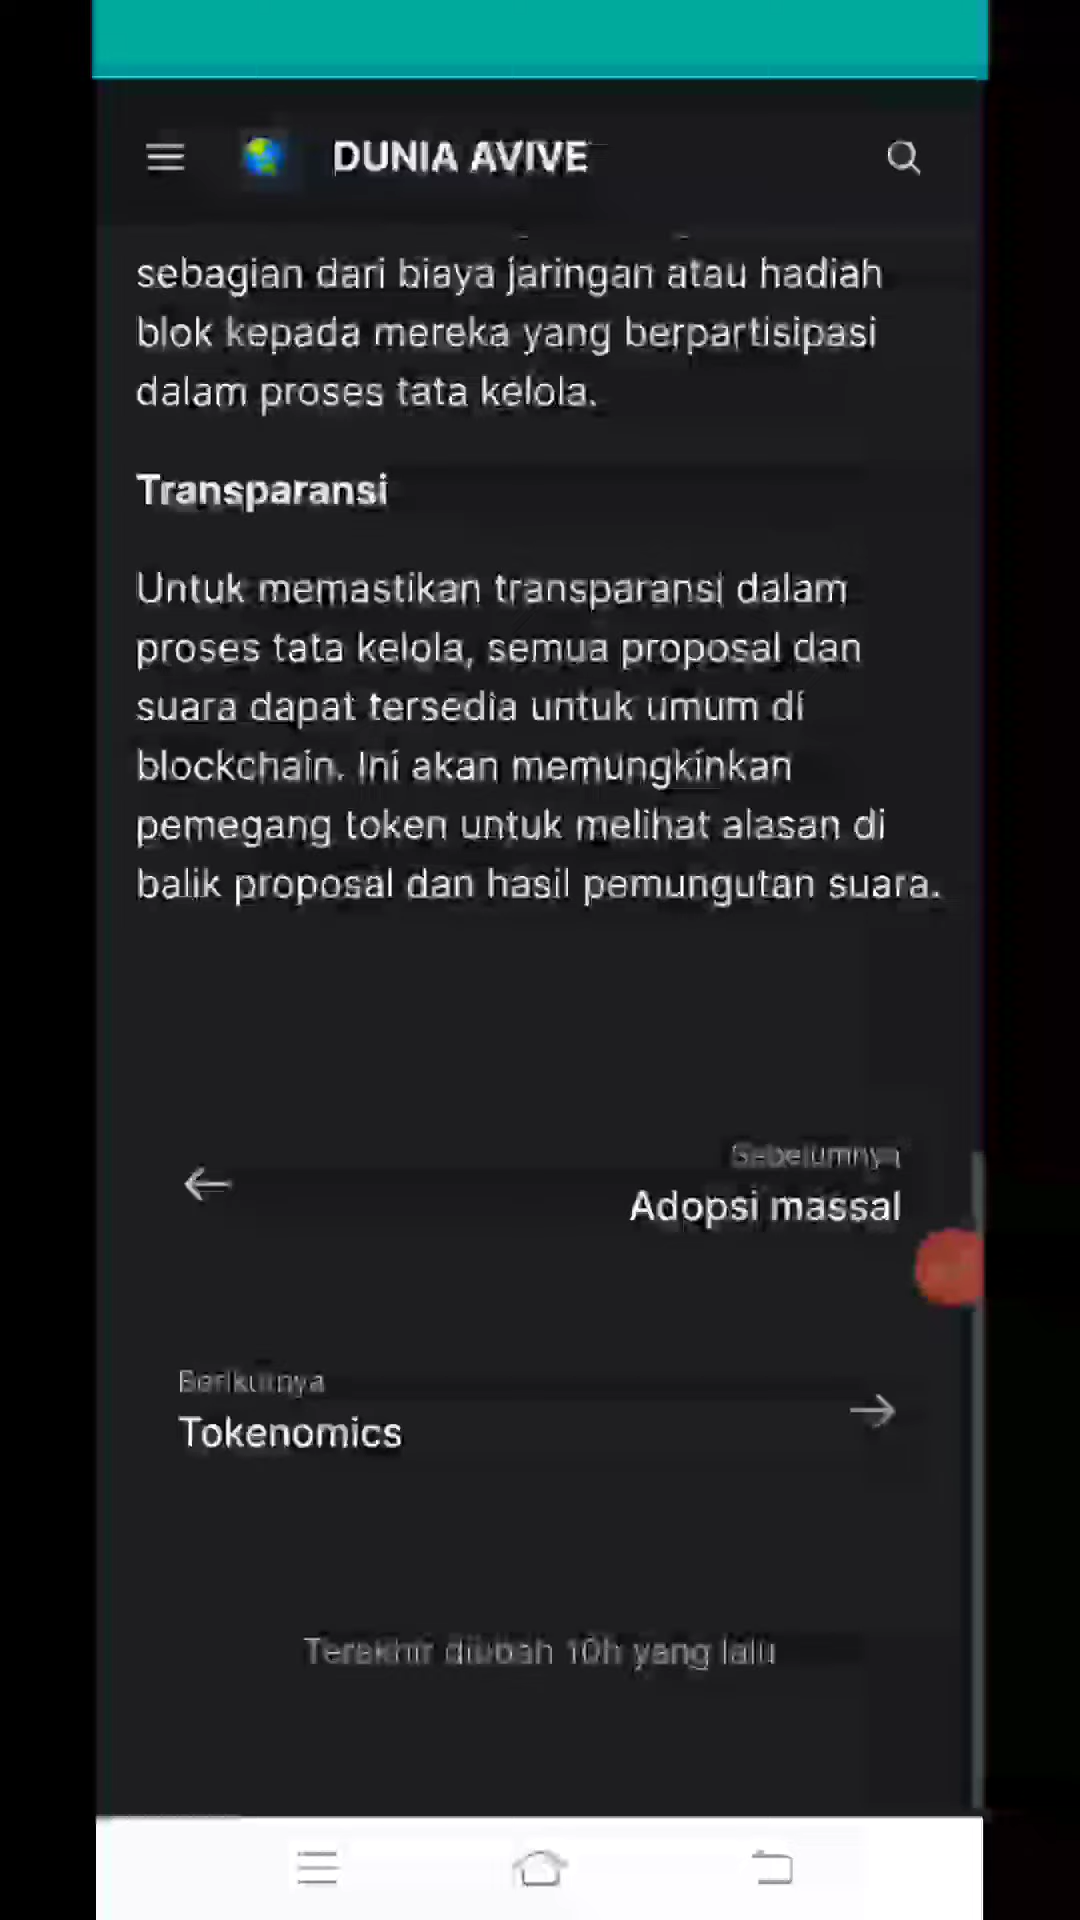 DUNIA AVIVE
sebagian dari biaya jaringan atau hadiah
blok kepada mereka yang berpartisipasi
dalam proses tata kelola.
Transparansi
Untuk memastikan transparansi dalam
proses tata kelola, semua proposal dan
suara dapat tersedia untuk umum di
blockchain. Ini akan memungkinkan
pemegang token untuk melihat alasan di
balik proposal dan hasil pemungutan suara.
Sebelumnya
Adopsi massal
Berikutnya
Tokenomics
Terakhir diubah 10h yang lalu